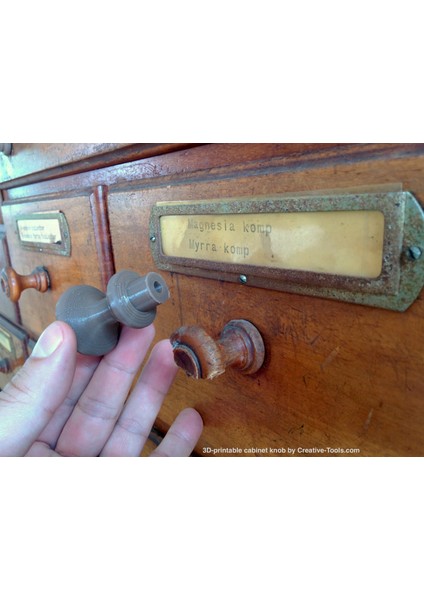 Magnesia komp
Myrra komp
3D-printable cabinet knob by Creative-Tools.com